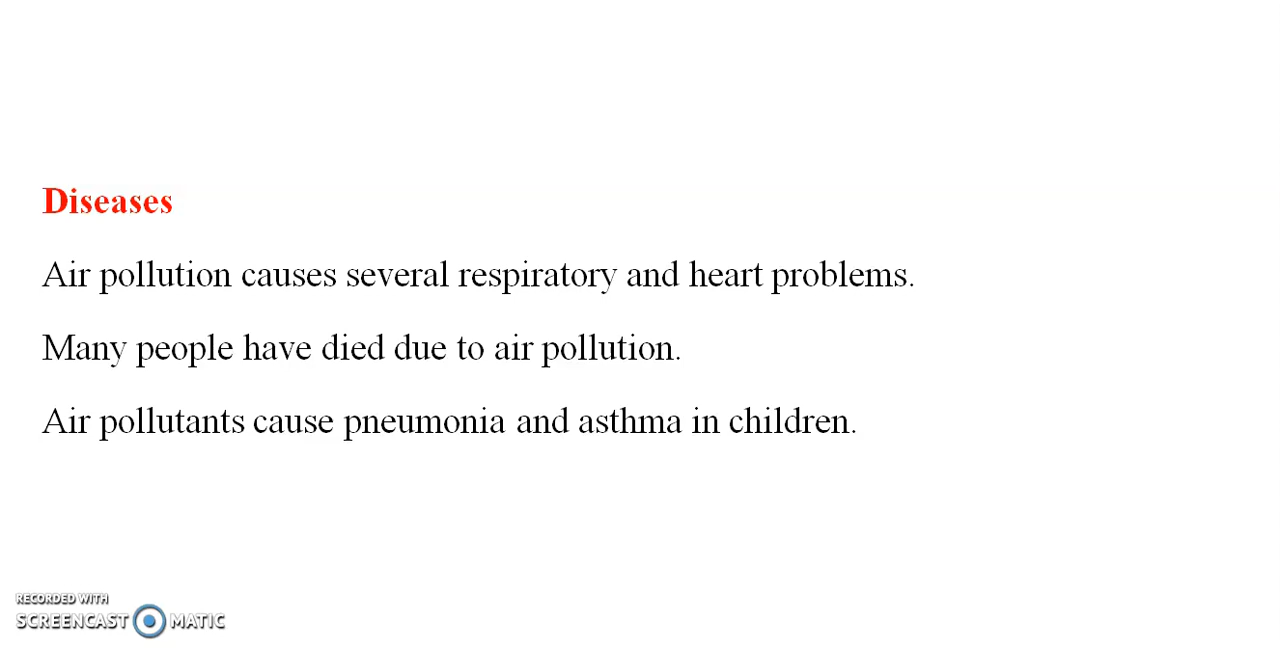 Diseases
Air pollution causes several respiratory and heart problems.
Many people have died due to air pollution.
Air pollutants cause pneumonia and asthma in children.
RECORDED WITH
SCREENCAST MATIC